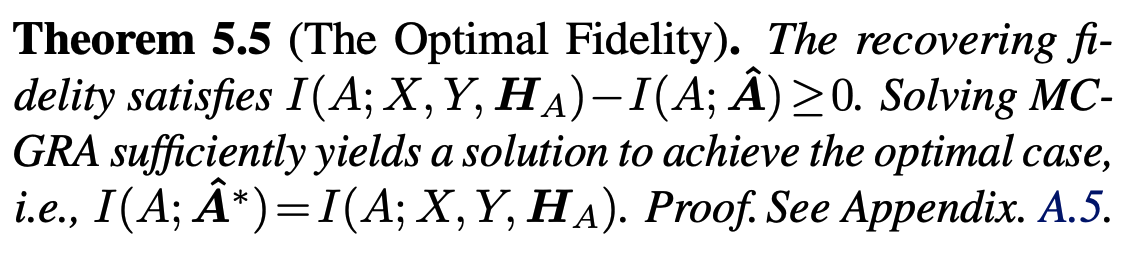 Theorem 5.5 (The Optimal Fidelity). The recovering fi-
delity satisfies I(A; X, Y, H_A)−I(A; Â) ≥0. Solving MC-
GRA sufficiently yields a solution to achieve the optimal case,
i.e., I(A; Â*)=I(A; X, Y, H_A). Proof. See Appendix. A.5.